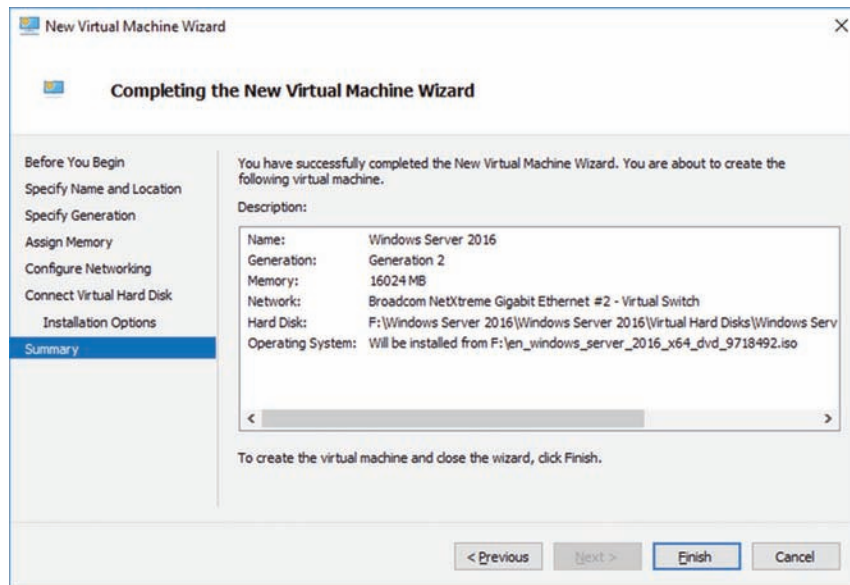 New Virtual Machine Wizard
Completing the New Virtual Machine Wizard
Before You Begin
Specify Name and Location
Specify Generation
Assign Memory
Configure Networking
Connect Virtual Hard Disk
Installation Options
Summary
You have successfully completed the New Virtual Machine Wizard. You are about to create the
following virtual machine.
Description:
Name: Windows Server 2016
Generation: Generation 2
Memory: 16024 MB
Network: Broadcom NetXtreme Gigabit Ethernet #2 - Virtual Switch
Hard Disk: F:\Windows Server 2016\Windows Server 2016\Virtual Hard Disks\Windows Serv
Operating System: Will be installed from F:\en_windows_server_2016_x64_dvd_9718492.iso
To create the virtual machine and close the wizard, click Finish.
< Previous Next > Finish Cancel